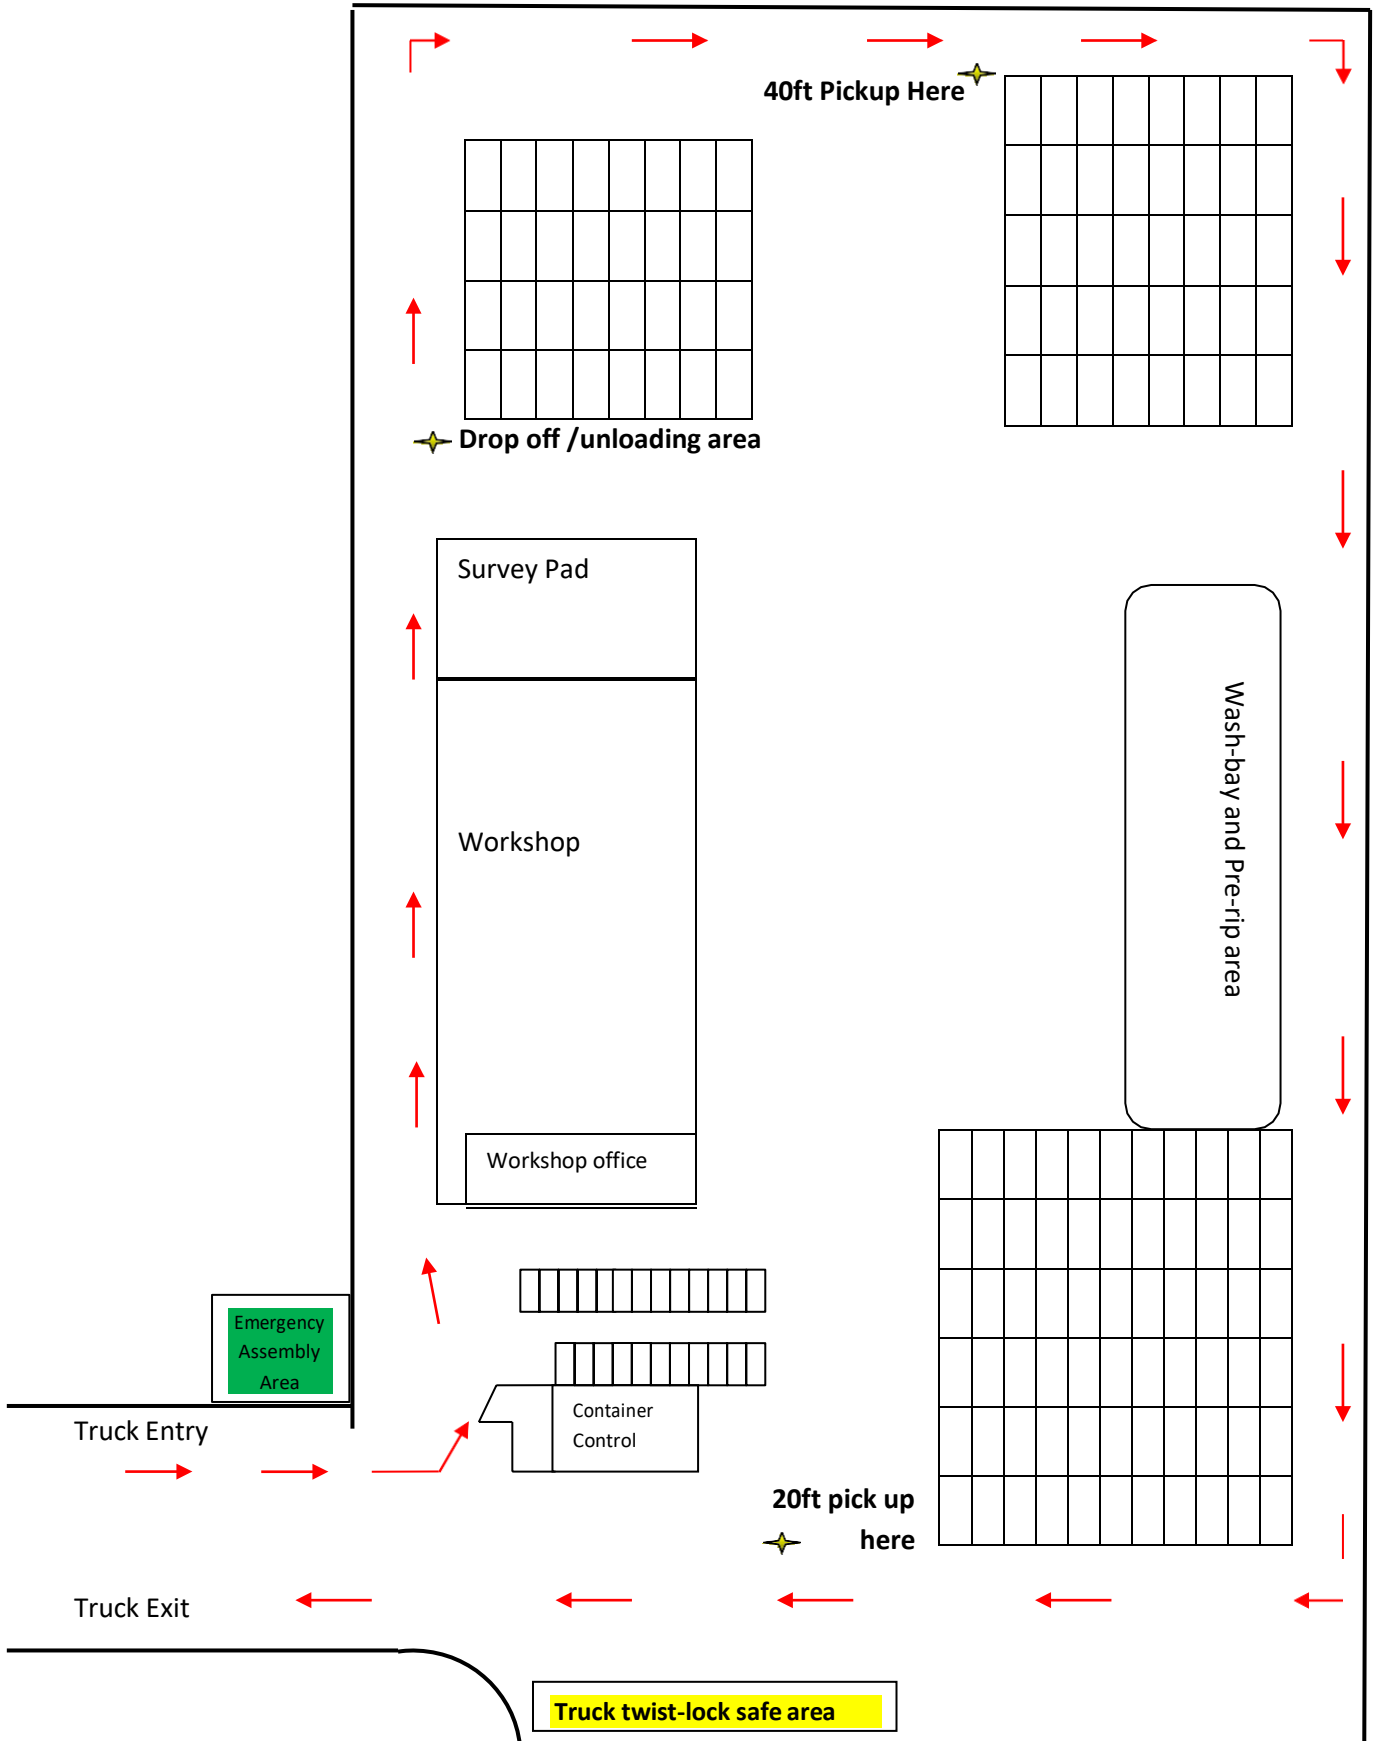 40ft Pickup Here
Drop off /unloading area
Survey Pad
Wash-bay and Pre-rip area
Workshop
Workshop office
Emergency
Assembly
Area
Container
Control
Truck Entry
20ft pick up
here
Truck Exit
Truck twist-lock safe area